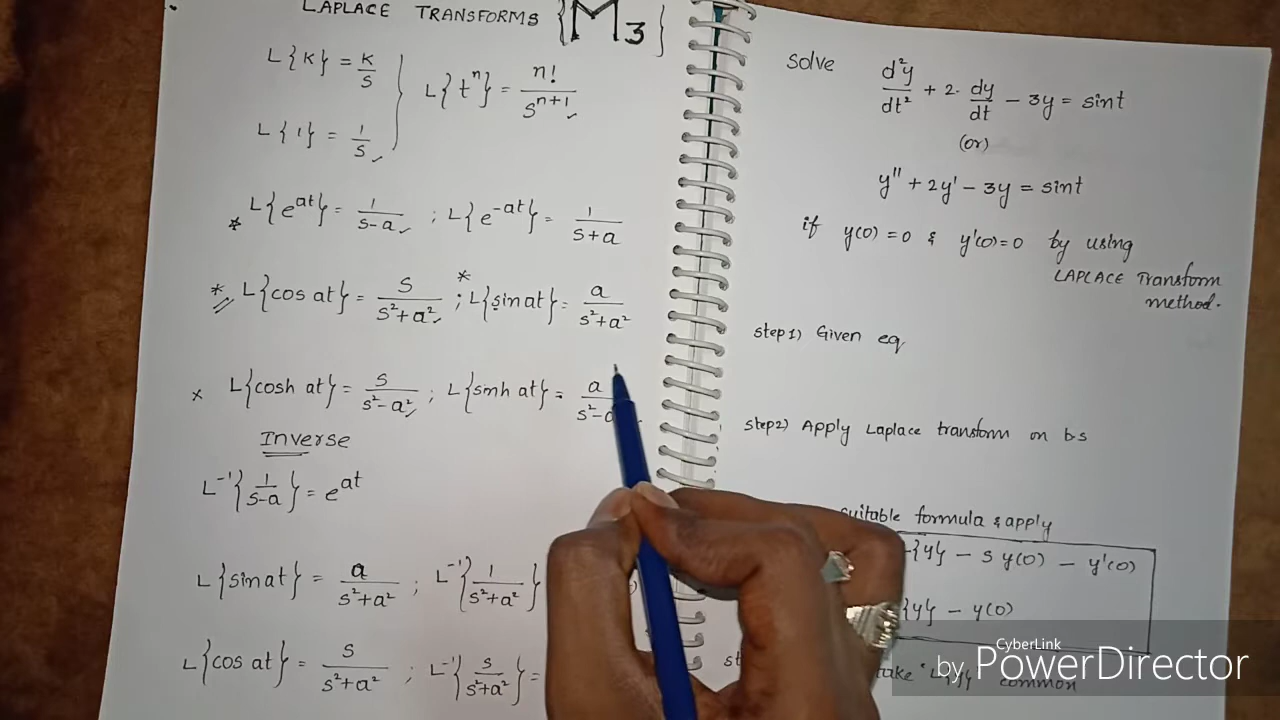 LAPLACE TRANSFORMS {M3}
L{K} = K/S } L{t^n} = n!/S^(n+1)
L{1} = 1/S
* L{e^at} = 1/(S-a) ; L{e^-at} = 1/(S+a)
* L{cos at} = S/(S²+a²) ; * L{sin at} = a/(S²+a²)
x L{cosh at} = S/(S²-a²) ; L{sinh at} = a/(S²-
Inverse
L⁻¹{1/(S-a)} = e^at
L{sin at} = a/(S²+a²) ; L⁻¹{1/(S²+a²)}
L{cos at} = S/(S²+a²) ; L⁻¹{S/(S²+a²)} =
Solve d²y/dt² + 2. dy/dt - 3y = sint
(or)
y" + 2y' - 3y = sint
if y(0) = 0 & y'(0) = 0 by using
LAPLACE Transform
method.
Step1) Given eq
Step2) Apply Laplace transform on b.s
suitable formula & apply
{y} - s y(0) - y'(0)
{y} - y(0)
take common
CyberLink
by PowerDirector